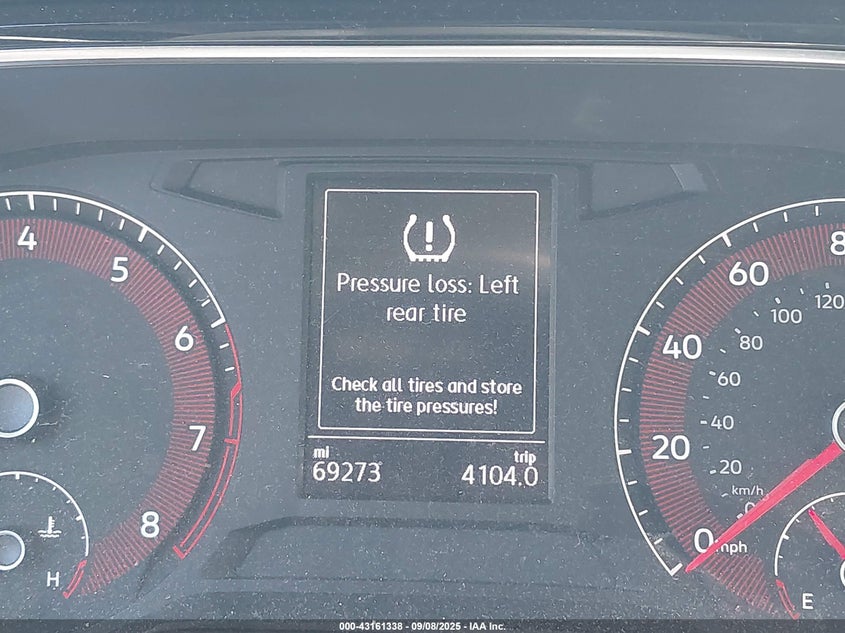 Pressure loss: Left
rear tire
Check all tires and store
the tire pressures!
mi
69273
trip
4104.0
4
5
6
7
8
H
0 mph
20
40
60
8
0
20
40
60
80
100
120
km/h
E
000-43161338 - 09/08/2025 - IAA Inc.